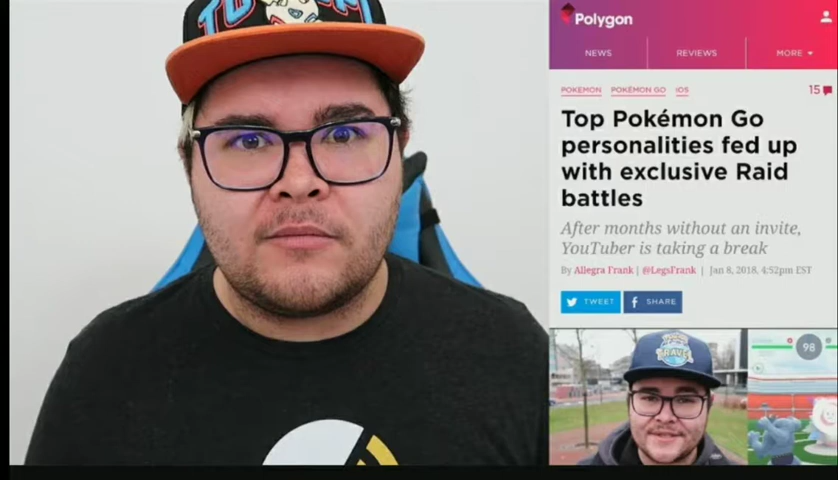 Polygon
NEWS
REVIEWS
MORE
POKEMON
POKÉMON GO
iOS
15
Top Pokémon Go
personalities fed up
with exclusive Raid
battles
After months without an invite,
YouTuber is taking a break
By Allegra Frank | @LegsFrank | Jan 8, 2018, 4:52pm EST
TWEET
SHARE
98